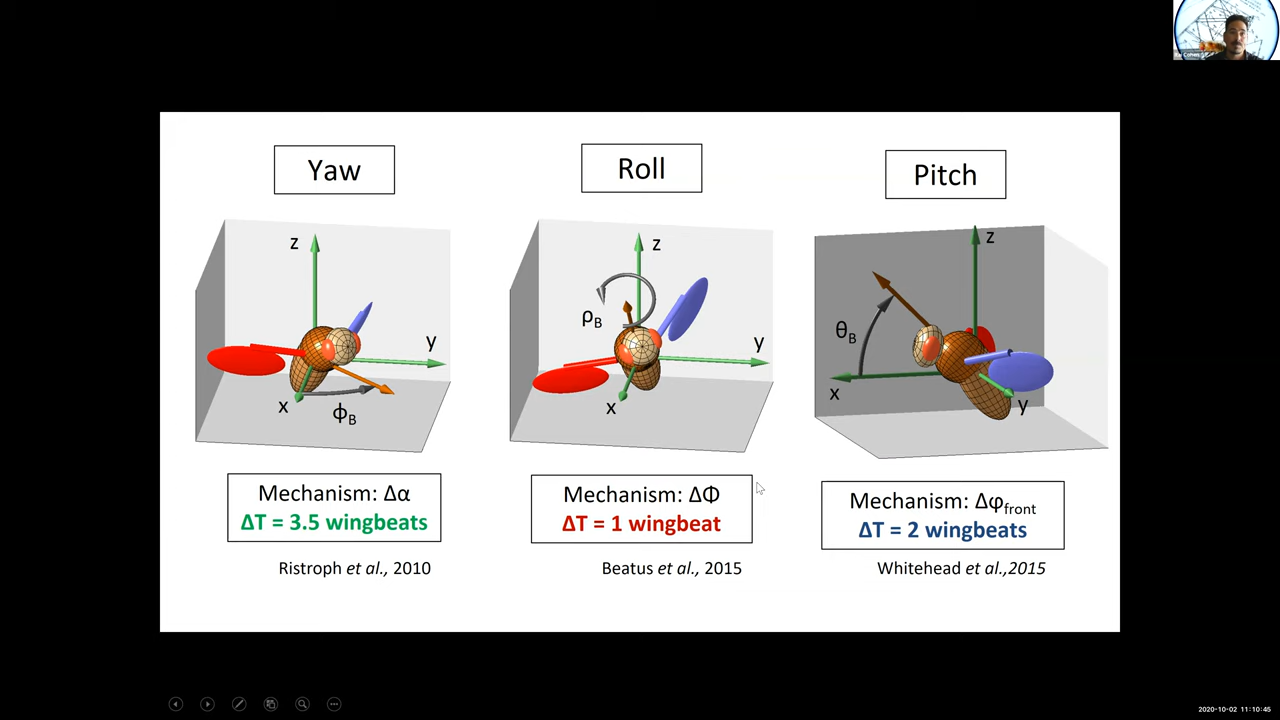 Yaw
Roll
Pitch
z
y
x
ϕB
z
y
x
ρB
z
θB
x
y
Mechanism: Δα
ΔT = 3.5 wingbeats
Mechanism: ΔΦ
ΔT = 1 wingbeat
Mechanism: Δφfront
ΔT = 2 wingbeats
Ristroph et al., 2010
Beatus et al., 2015
Whitehead et al.,2015
2020-10-02 11:10:45